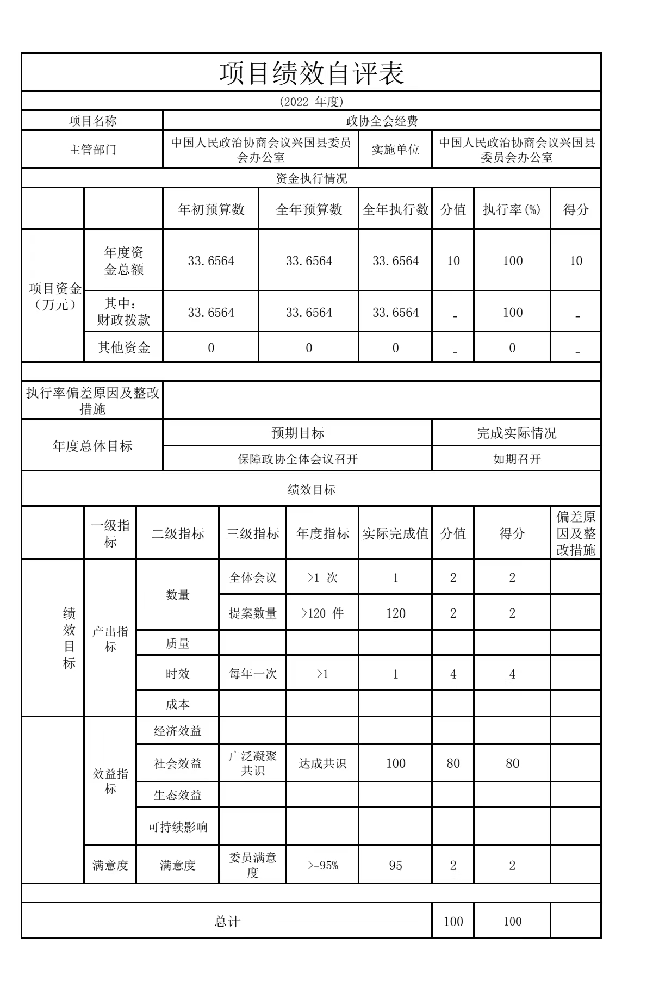 项目绩效自评表
(2022 年度)
项目名称 政协全会经费
主管部门 中国人民政治协商会议兴国县委员
会办公室 实施单位 中国人民政治协商会议兴国县
委员会办公室
资金执行情况
年初预算数 全年预算数 全年执行数 分值 执行率(%) 得分
项目资金
（万元）
年度资
金总额 33.6564 33.6564 33.6564 10 100 10
其中：
财政拨款 33.6564 33.6564 33.6564 - 100 -
其他资金 0 0 0 - 0 -
执行率偏差原因及整改
措施
年度总体目标 预期目标 完成实际情况
保障政协全体会议召开 如期召开
绩效目标
一级指
标 二级指标 三级指标 年度指标 实际完成值 分值 得分 偏差原
因及整
改措施
绩
效
目
标
产出指
标
数量 全体会议 >1 次 1 2 2
提案数量 >120 件 120 2 2
质量
时效 每年一次 >1 1 4 4
成本
效益指
标
经济效益
社会效益 广泛凝聚
共识 达成共识 100 80 80
生态效益
可持续影响
满意度 满意度 委员满意
度 >=95% 95 2 2
总计 100 100